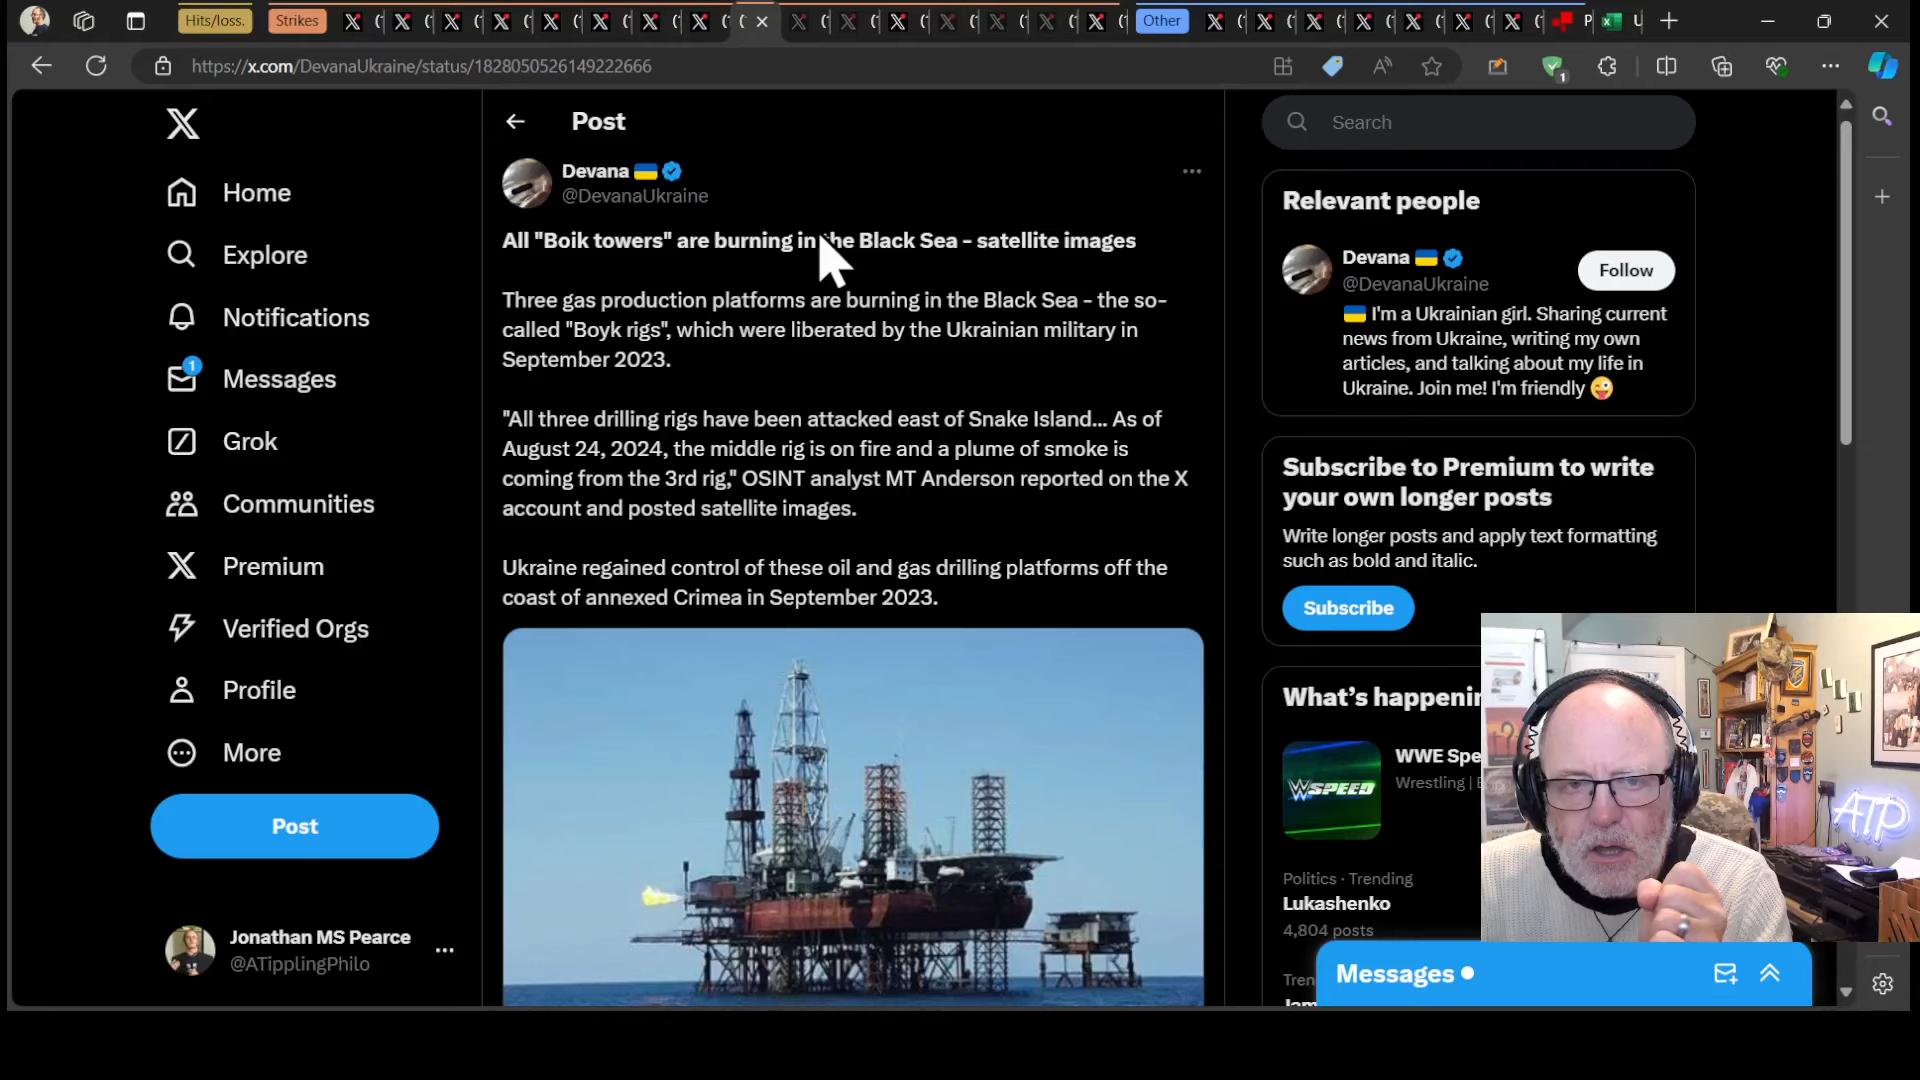 Hits/loss.
Strikes
Other
https://x.com/DevanaUkraine/status/1828050526149222666
1
Post
Search
Home
Explore
Notifications
1
Messages
Grok
Communities
Premium
Verified Orgs
Profile
More
Post
Jonathan MS Pearce
@ATipplingPhilo
Devana
@DevanaUkraine
All "Boik towers" are burning in the Black Sea - satellite images
Three gas production platforms are burning in the Black Sea - the so-
called "Boyk rigs", which were liberated by the Ukrainian military in
September 2023.
"All three drilling rigs have been attacked east of Snake Island... As of
August 24, 2024, the middle rig is on fire and a plume of smoke is
coming from the 3rd rig," OSINT analyst MT Anderson reported on the X
account and posted satellite images.
Ukraine regained control of these oil and gas drilling platforms off the
coast of annexed Crimea in September 2023.
Relevant people
Devana
@DevanaUkraine
Follow
I'm a Ukrainian girl. Sharing current
news from Ukraine, writing my own
articles, and talking about my life in
Ukraine. Join me! I'm friendly
Subscribe to Premium to write
your own longer posts
Write longer posts and apply text formatting
such as bold and italic.
Subscribe
What's happenin
WWE Spe
Wrestling
SPEED
Politics · Trending
Lukashenko
4,804 posts
Tren
Messages
ATP